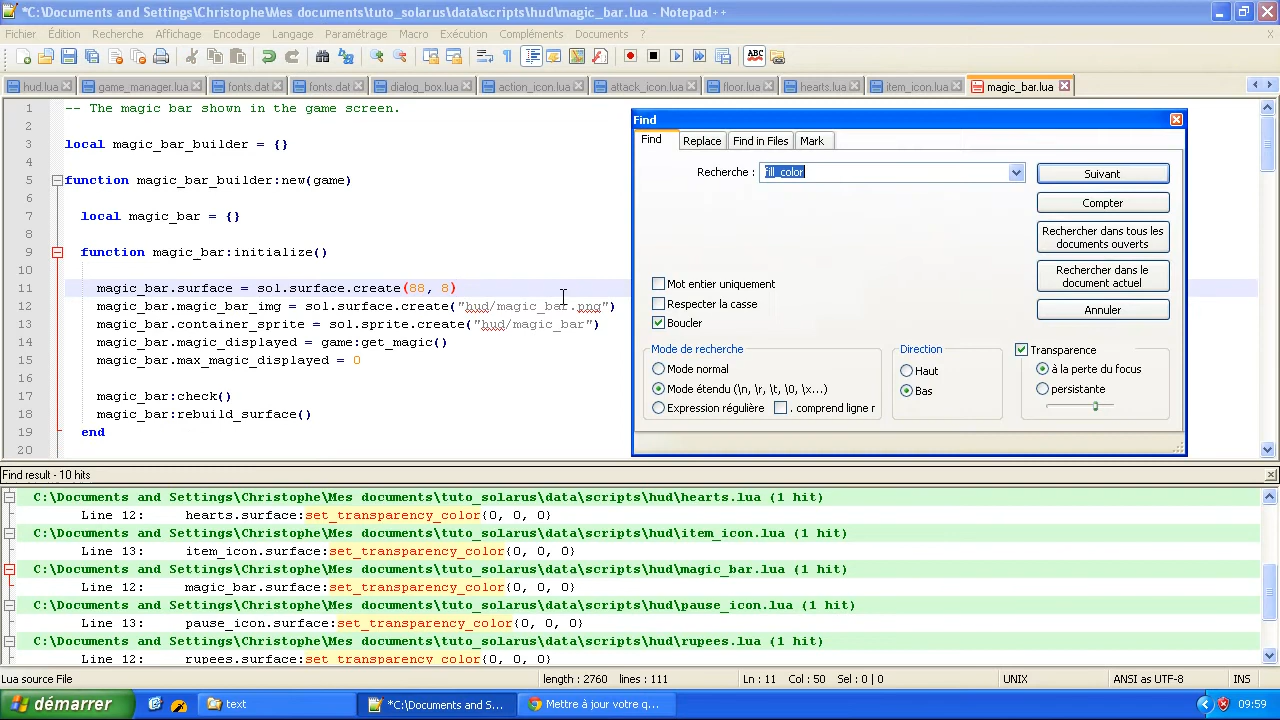 *C:\Documents and Settings\Christophe\Mes documents\tuto_solarus\data\scripts\hud\magic_bar.lua - Notepad++
Fichier Édition Recherche Affichage Encodage Langage Paramétrage Macro Exécution Compléments Documents ? X
hud.lua game_manager.lua fonts.dat fonts.dat dialog_box.lua action_icon.lua attack_icon.lua floor.lua hearts.lua item_icon.lua magic_bar.lua
1 -- The magic bar shown in the game screen.
2
3 local magic_bar_builder = {}
4
5 function magic_bar_builder:new(game)
6
7 local magic_bar = {}
8
9 function magic_bar:initialize()
10
11 magic_bar.surface = sol.surface.create(88, 8)
12 magic_bar.magic_bar_img = sol.surface.create("hud/magic_bar.png")
13 magic_bar.container_sprite = sol.sprite.create("hud/magic_bar")
14 magic_bar.magic_displayed = game:get_magic()
15 magic_bar.max_magic_displayed = 0
16
17 magic_bar:check()
18 magic_bar:rebuild_surface()
19 end
20
Find
Find Replace Find in Files Mark
Recherche : fill_color
Suivant
Compter
Rechercher dans tous les documents ouverts
Rechercher dans le document actuel
Annuler
Mot entier uniquement
Respecter la casse
Boucler
Mode de recherche
Mode normal
Mode étendu (\n, \r, \t, \0, \x...)
Expression régulière . comprend ligne r
Direction
Haut
Bas
Transparence
à la perte du focus
persistante
Find result - 10 hits
C:\Documents and Settings\Christophe\Mes documents\tuto_solarus\data\scripts\hud\hearts.lua (1 hit)
Line 12: hearts.surface:set_transparency_color{0, 0, 0}
C:\Documents and Settings\Christophe\Mes documents\tuto_solarus\data\scripts\hud\item_icon.lua (1 hit)
Line 13: item_icon.surface:set_transparency_color{0, 0, 0}
C:\Documents and Settings\Christophe\Mes documents\tuto_solarus\data\scripts\hud\magic_bar.lua (1 hit)
Line 12: magic_bar.surface:set_transparency_color{0, 0, 0}
C:\Documents and Settings\Christophe\Mes documents\tuto_solarus\data\scripts\hud\pause_icon.lua (1 hit)
Line 13: pause_icon.surface:set_transparency_color{0, 0, 0}
C:\Documents and Settings\Christophe\Mes documents\tuto_solarus\data\scripts\hud\rupees.lua (1 hit)
Line 12: rupees.surface:set_transparency_color{0, 0, 0}
Lua source File length : 2760 lines : 111 Ln : 11 Col : 50 Sel : 0 | 0 UNIX ANSI as UTF-8 INS
démarrer text *C:\Documents and S... Mettre à jour votre q... 09:59